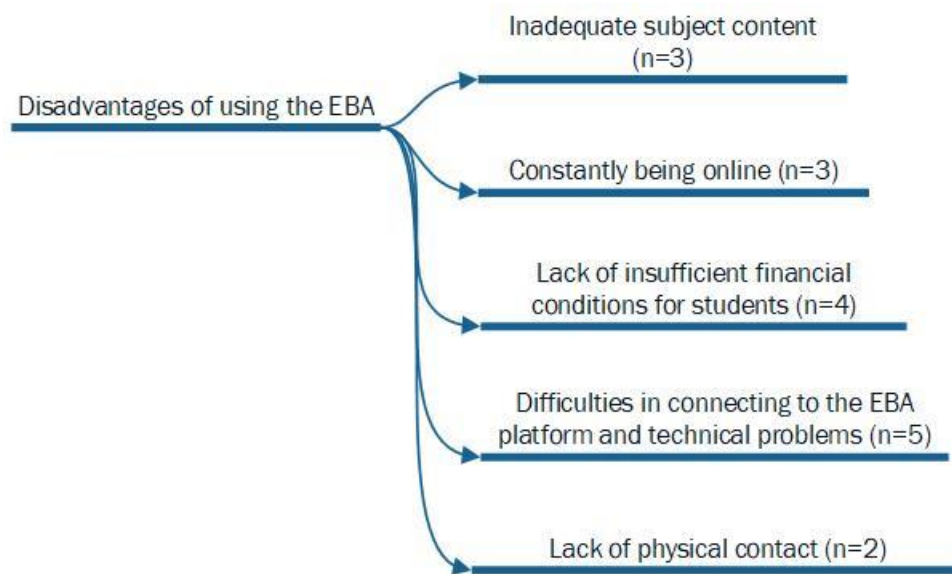 Inadequate subject content
(n=3)
Disadvantages of using the EBA
Constantly being online (n=3)
Lack of insufficient financial
conditions for students (n=4)
Difficulties in connecting to the EBA
platform and technical problems (n=5)
Lack of physical contact (n=2)